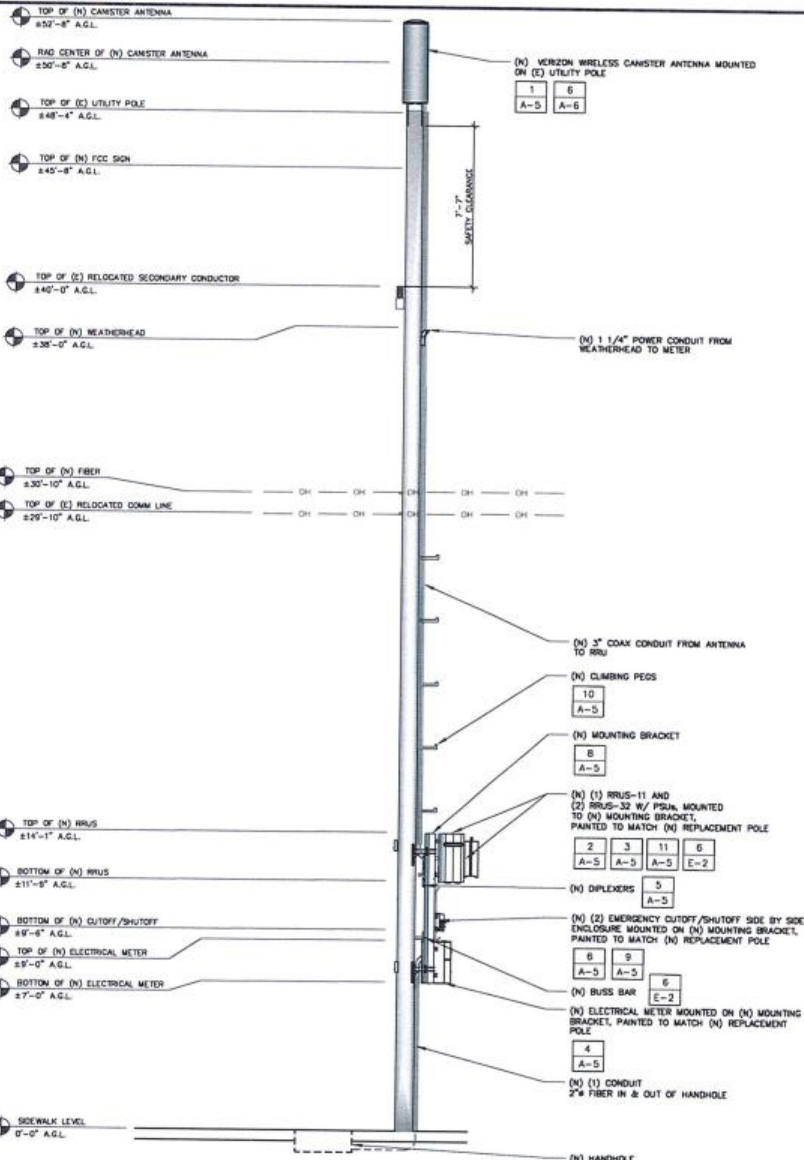 TOP OF (N) CANISTER ANTENNA
±52'-8" A.G.L.
RAD CENTER OF (N) CANISTER ANTENNA
±50'-8" A.G.L.
TOP OF (E) UTILITY POLE
±48'-4" A.G.L.
TOP OF (N) FCC SIGN
±45'-8" A.G.L.
TOP OF (E) RELOCATED SECONDARY CONDUCTOR
±40'-0" A.G.L.
TOP OF (N) WEATHERHEAD
±38'-0" A.G.L.
TOP OF (N) FIBER
±30'-10" A.G.L.
TOP OF (E) RELOCATED COMM LINE
±29'-10" A.G.L.
TOP OF (N) RRUS
±14'-1" A.G.L.
BOTTOM OF (N) RRUS
A.G.L.
BOTTOM OF (N) CUTOFF/SHUTOFF
±9'-6" A.G.L.
TOP OF (N) ELECTRICAL METER
±9'-0" A.G.L.
BOTTOM OF (N) ELECTRICAL METER
±7'-0" A.G.L.
SIDEWALK LEVEL
0'-0" A.G.L.
7'-7"
SAFETY CLEARANCE
OH OH OH OH OH
OH OH OH OH OH
(N) VERIZON WIRELESS CANISTER ANTENNA MOUNTED
ON (E) UTILITY POLE
1 6
A-5 A-6
(N) 1 1/4" POWER CONDUIT FROM
WEATHERHEAD TO METER
(N) 3" COAX CONDUIT FROM ANTENNA
TO RRU
(N) CLIMBING PEGS
10
A-5
(N) MOUNTING BRACKET
8
A-5
(N) (1) RRUS-11 AND
(2) RRUS-32 W/ PSUs, MOUNTED
TO (N) MOUNTING BRACKET,
PAINTED TO MATCH (N) REPLACEMENT POLE
2 3 11 6
A-5 A-5 A-5 E-2
(N) DIPLEXERS
5
A-5
(N) (2) EMERGENCY CUTOFF/SHUTOFF SIDE BY SIDE
ENCLOSURE MOUNTED ON (N) MOUNTING BRACKET,
PAINTED TO MATCH (N) REPLACEMENT POLE
9
A-5 A-5
(N) BUSS BAR
6
E-2
(N) ELECTRICAL METER MOUNTED ON (N) MOUNTING
BRACKET, PAINTED TO MATCH (N) REPLACEMENT
POLE
4
A-5
(N) (1) CONDUIT
2"ø FIBER IN & OUT OF HANDHOLE
(N) HANDHOLE